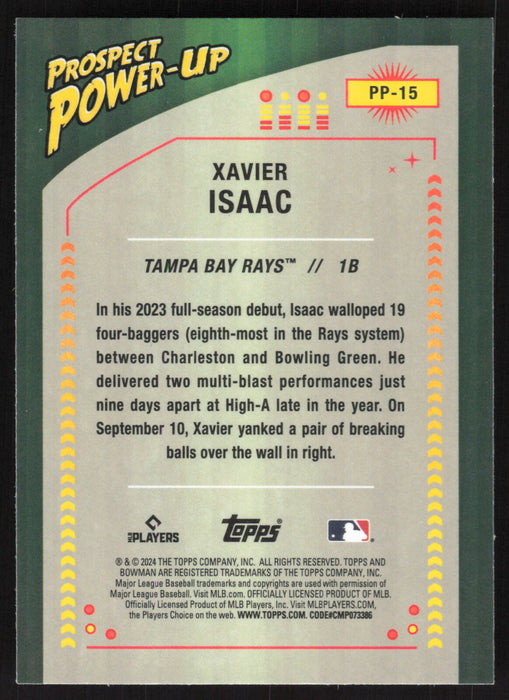 PROSPECT
POWER-UP
PP-15
XAVIER
ISAAC
TAMPA BAY RAYS™ // 1B
In his 2023 full-season debut, Isaac walloped 19
four-baggers (eighth-most in the Rays system)
between Charleston and Bowling Green. He
delivered two multi-blast performances just
nine days apart at High-A late in the year. On
September 10, Xavier yanked a pair of breaking
balls over the wall in right.
MLB PLAYERS topps®
® & © 2024 THE TOPPS COMPANY, INC. ALL RIGHTS RESERVED. TOPPS AND
BOWMAN ARE REGISTERED TRADEMARKS OF THE TOPPS COMPANY, INC.
Major League Baseball trademarks and copyrights are used with permission of
Major League Baseball. Visit MLB.com. OFFICIALLY LICENSED PRODUCT OF MLB.
Officially Licensed Product of MLB Players, Inc. Visit MLBPLAYERS.COM,
the Players Choice on the web. WWW.TOPPS.COM. CODE#CMP073386